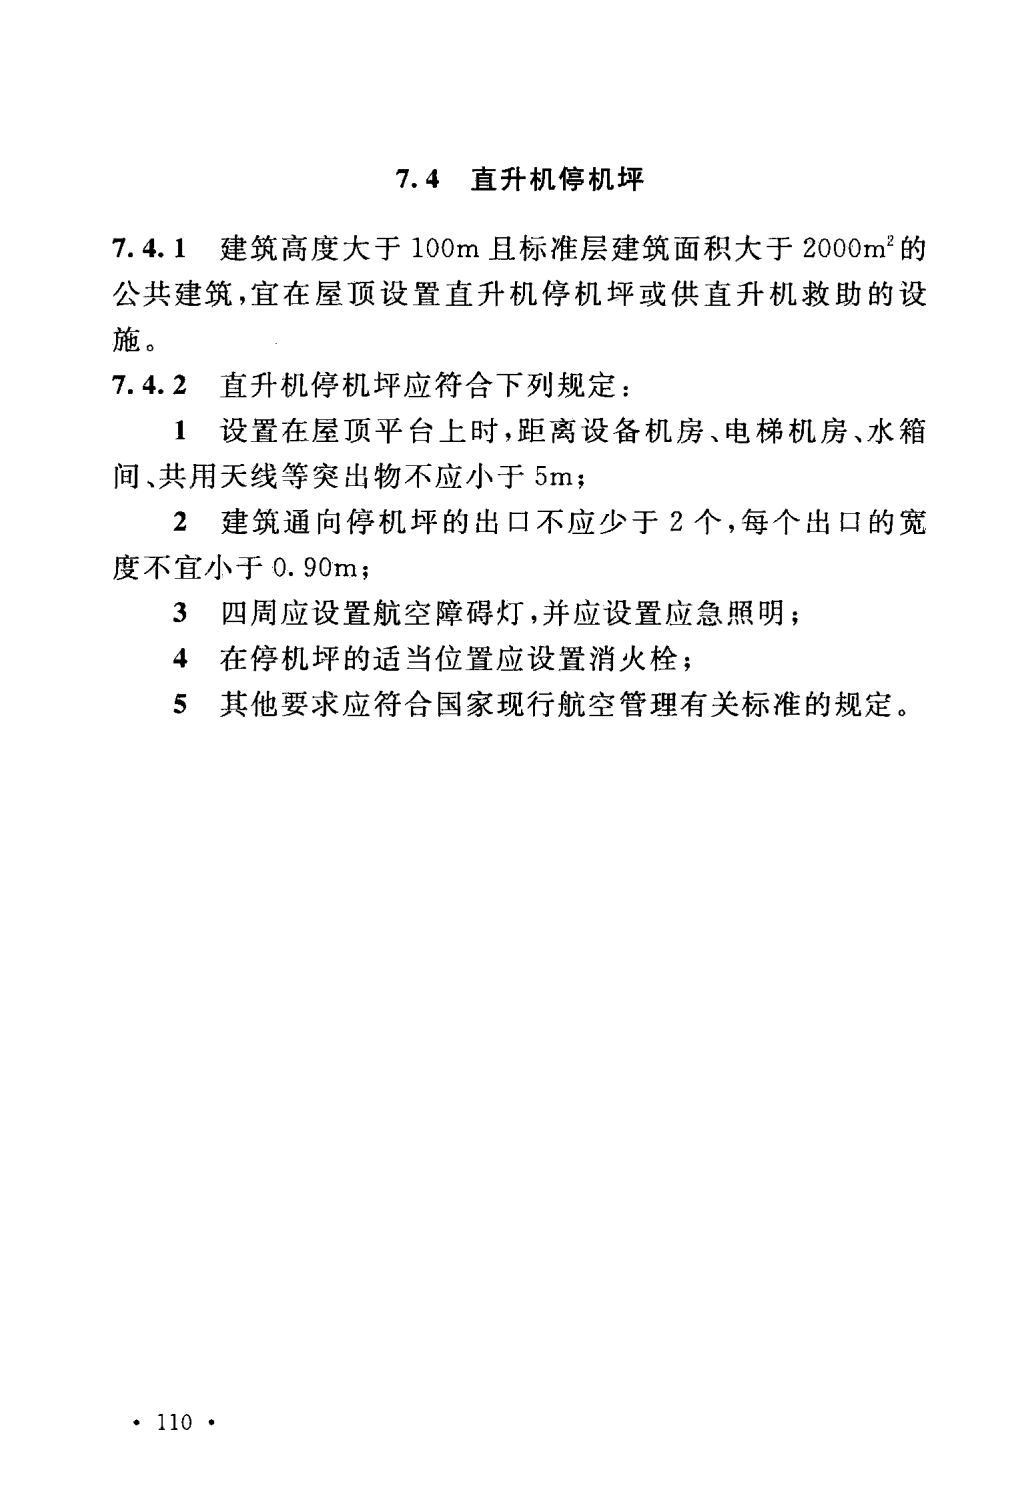 7.4 直升机停机坪
7.4.1 建筑高度大于100m且标准层建筑面积大于2000m²的
公共建筑,宜在屋顶设置直升机停机坪或供直升机救助的设
施。
7.4.2 直升机停机坪应符合下列规定:
1 设置在屋顶平台上时,距离设备机房、电梯机房、水箱
间、共用天线等突出物不应小于5m;
2 建筑通向停机坪的出口不应少于2个,每个出口的宽
度不宜小于0.90m;
3 四周应设置航空障碍灯,并应设置应急照明;
4 在停机坪的适当位置应设置消火栓;
5 其他要求应符合国家现行航空管理有关标准的规定。
· 110 ·